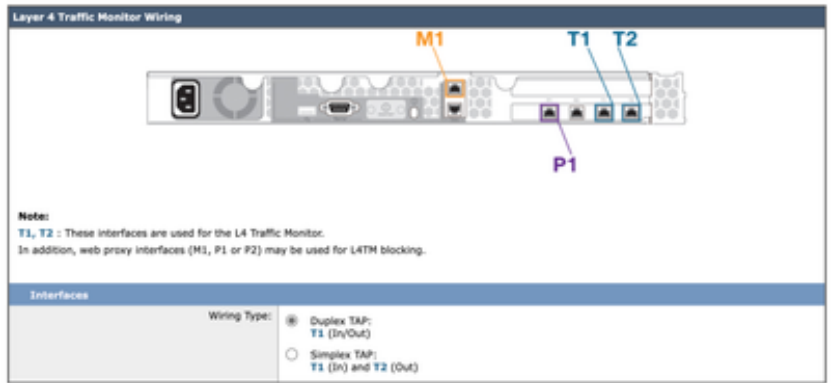 Layer 4 Traffic Monitor Wiring
M1 T1 T2
P1
Note:
T1, T2 : These interfaces are used for the L4 Traffic Monitor.
In addition, web proxy interfaces (M1, P1 or P2) may be used for L4TM blocking.
Interfaces
Wiring Type:
Duplex TAP:
T1 (In/Out)
Simplex TAP:
T1 (In) and T2 (Out)